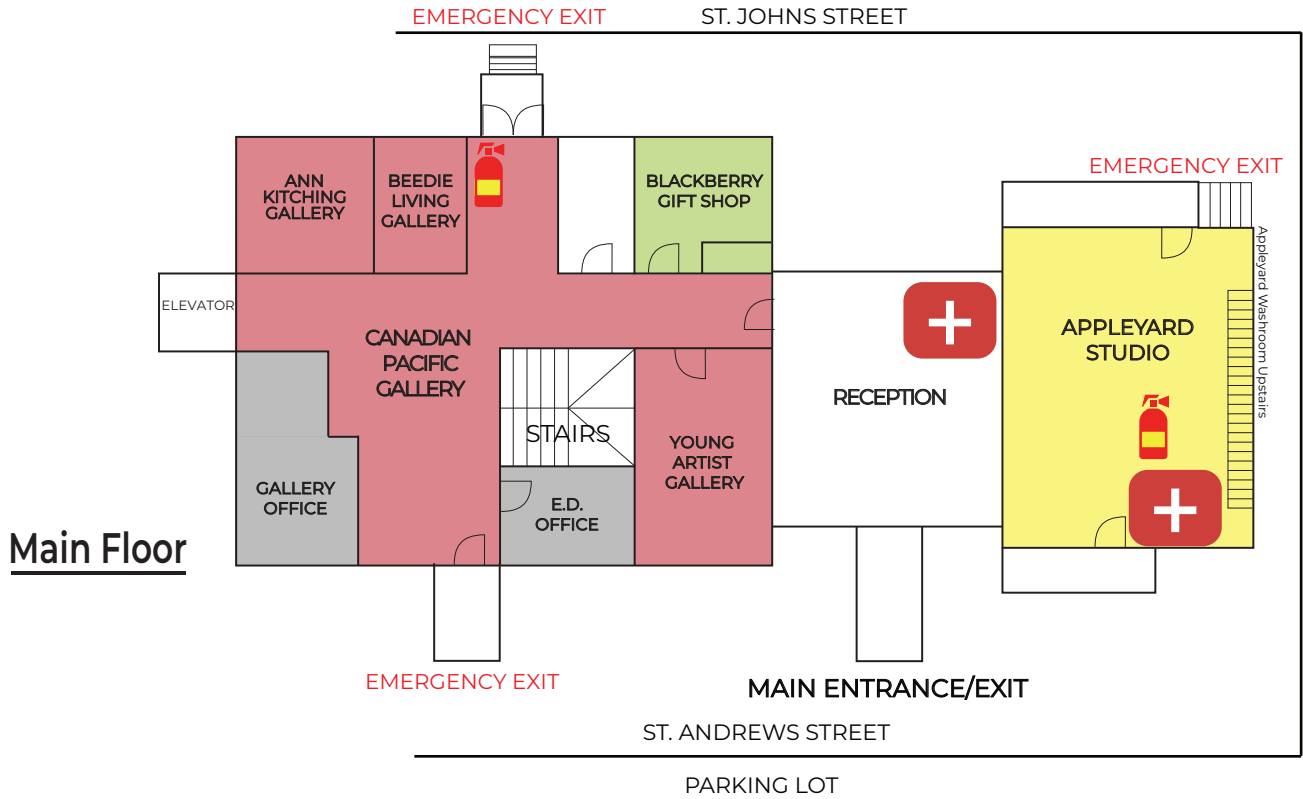 EMERGENCY EXIT
ST. JOHNS STREET
EMERGENCY EXIT
ANN
KITCHING
GALLERY
BEEDIE
LIVING
GALLERY
BLACKBERRY
GIFT SHOP
Appleyard Washroom Upstairs
ELEVATOR
CANADIAN
PACIFIC
GALLERY
APPLEYARD
STUDIO
RECEPTION
STAIRS
YOUNG
ARTIST
GALLERY
GALLERY
OFFICE
E.D.
OFFICE
Main Floor
EMERGENCY EXIT
MAIN ENTRANCE/EXIT
ST. ANDREWS STREET
PARKING LOT